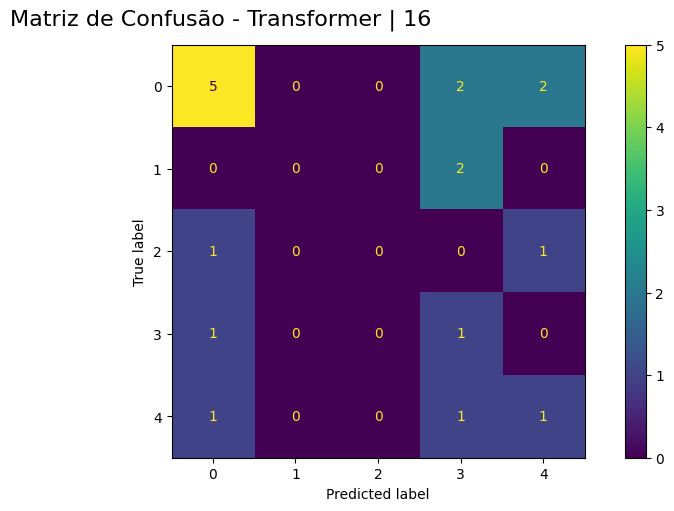 Matriz de Confusão - Transformer | 16
5
0 5 0 0 2 2
4
1 0 0 0 2 0
3
True label
2 1 0 0 0 1
2
3 1 0 0 1 0
1
4 1 0 0 1 1
0
0 1 2 3 4
Predicted label